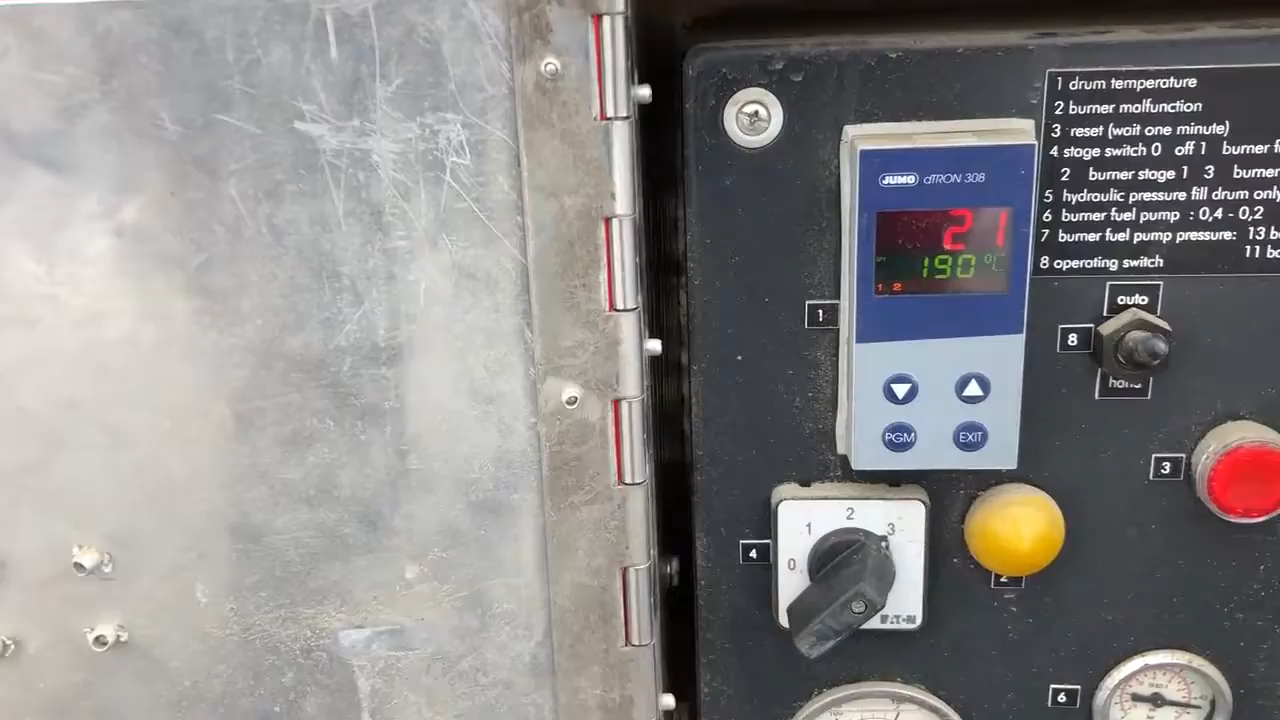 1 drum temperature
2 burner malfunction
3 reset (wait one minute)
4 stage switch 0 off 1 burner
2 burner stage 1 3 burner
5 hydraulic pressure fill drum only
6 burner fuel pump : 0,4 - 0,2
7 burner fuel pump pressure: 13
11
8 operating switch
JUMO dTRON 308
21
190 °C
1 2
1
auto
8
hand
PGM EXIT
3
4
0 1 2 3
EATON
2
6